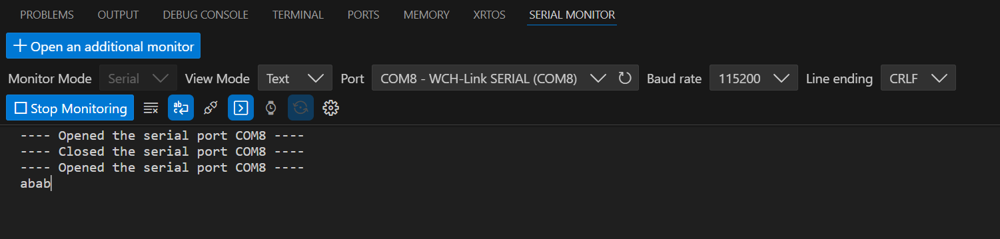 PROBLEMS OUTPUT DEBUG CONSOLE TERMINAL PORTS MEMORY XRTOS SERIAL MONITOR
Open an additional monitor
Monitor Mode Serial View Mode Text Port COM8 - WCH-Link SERIAL (COM8) Baud rate 115200 Line ending CRLF
Stop Monitoring
---- Opened the serial port COM8 ----
---- Closed the serial port COM8 ----
---- Opened the serial port COM8 ----
abab